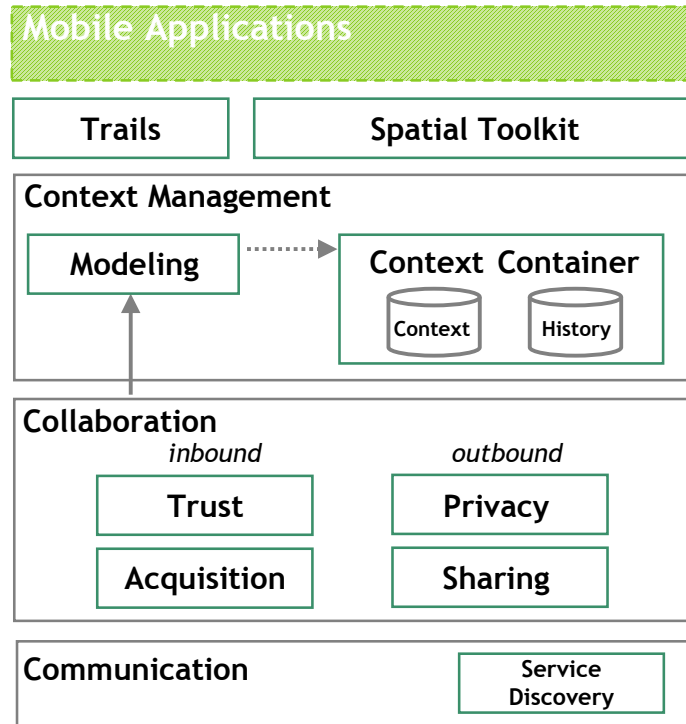 Mobile Applications
Trails
Spatial Toolkit
Context Management
Modeling
Context Container
Context
History
Collaboration
inbound
outbound
Trust
Privacy
Acquisition
Sharing
Communication
Service
Discovery